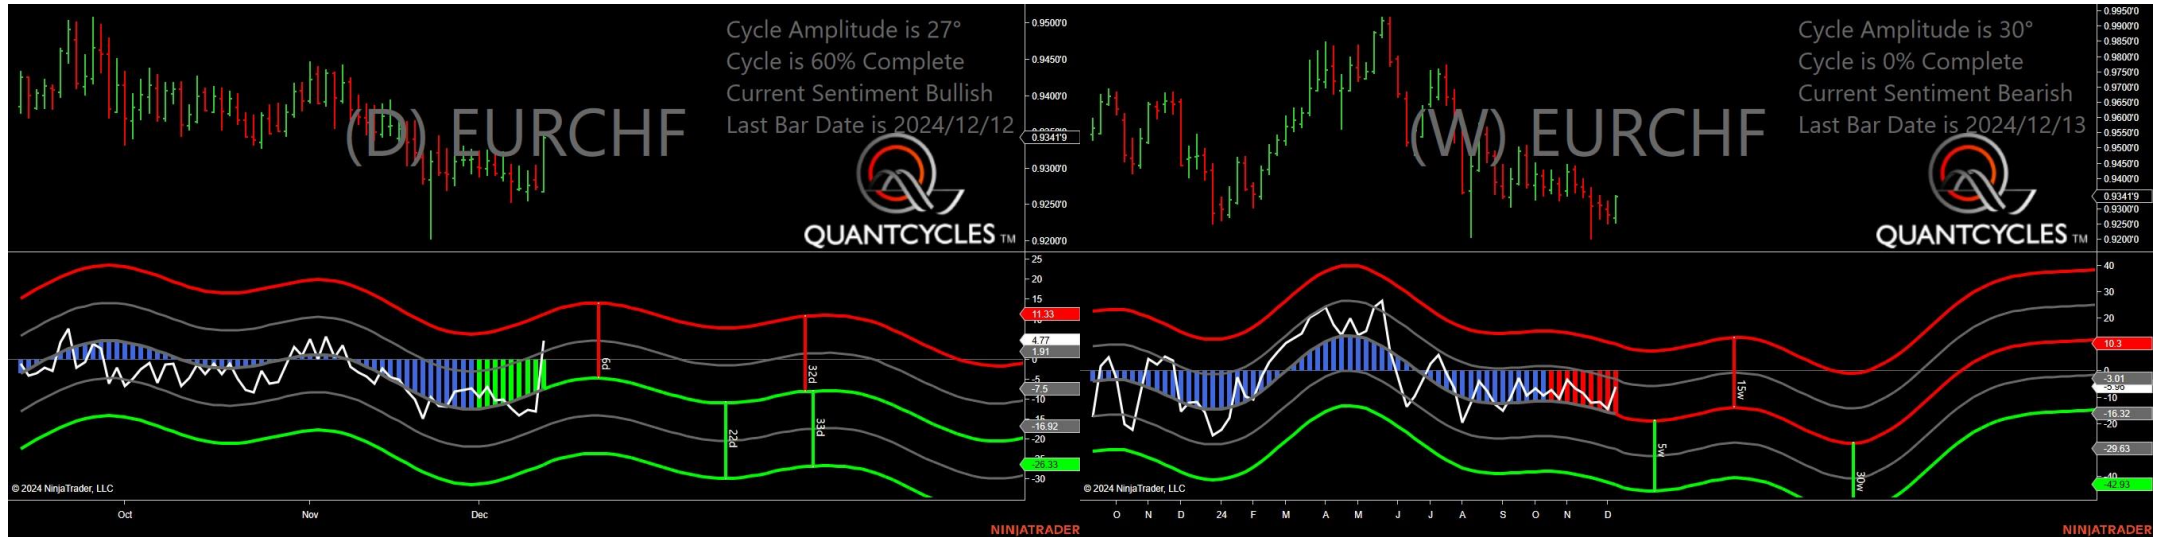 Cycle Amplitude is 27°
Cycle is 60% Complete
Current Sentiment Bullish
Last Bar Date is 2024/12/12
(D) EURCHF
QUANTCYCLES TM
0.9500'0
0.9450'0
0.9400'0
0.9341'9
0.9300'0
0.9250'0
0.9200'0
25
20
15
11.33
4.77
1.91
-5
-7.5
-10
-15
-16.92
-20
-26.33
-30
6d
22d
32d
33d
© 2024 NinjaTrader, LLC
Oct Nov Dec
NINJATRADER
Cycle Amplitude is 30°
Cycle is 0% Complete
Current Sentiment Bearish
Last Bar Date is 2024/12/13
(W) EURCHF
QUANTCYCLES TM
0.9950'0
0.9900'0
0.9850'0
0.9800'0
0.9750'0
0.9700'0
0.9650'0
0.9600'0
0.9550'0
0.9500'0
0.9450'0
0.9400'0
0.9341'9
0.9300'0
0.9250'0
0.9200'0
40
30
20
10.3
0
-3.01
-10
-16.32
-20
-29.63
-40
-42.93
5w
15w
30w
© 2024 NinjaTrader, LLC
O N D 24 F M A M J J A S O N D
NINJATRADER